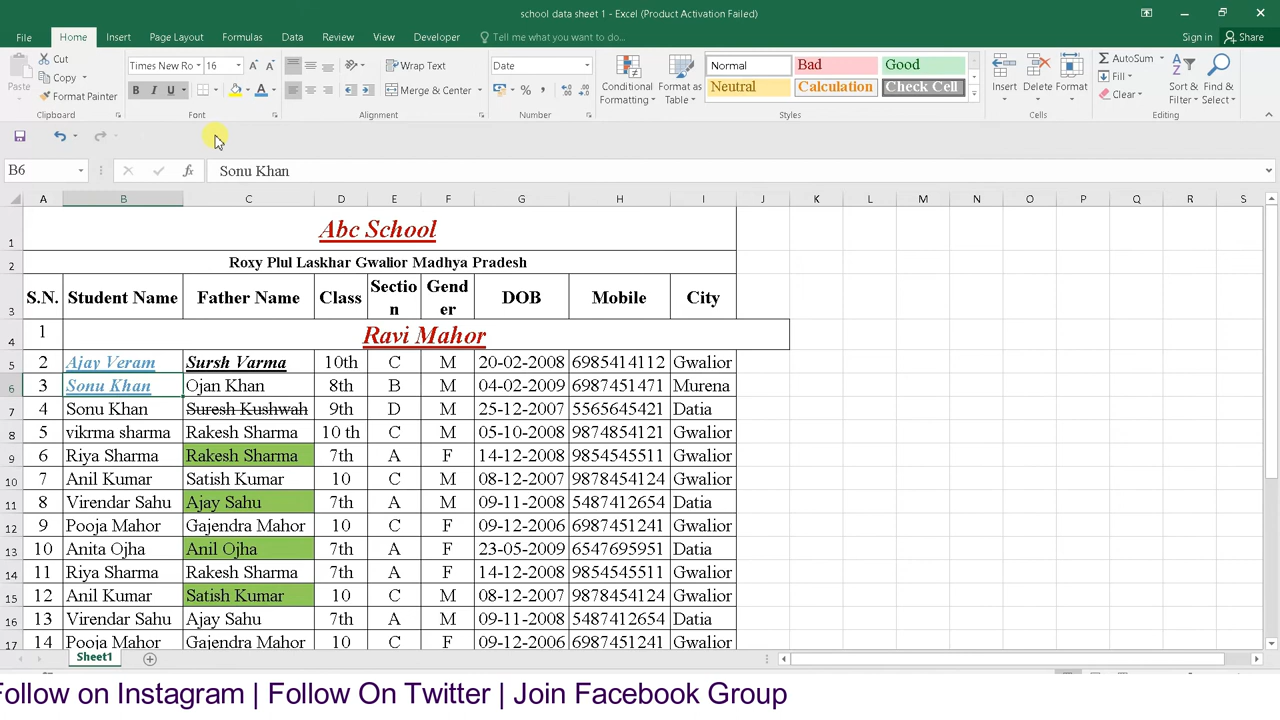 school data sheet 1 - Excel (Product Activation Failed)
File Home Insert Page Layout Formulas Data Review View Developer Tell me what you want to do... Sign in Share
Paste Cut Copy Format Painter Clipboard
Times New Ro 16 B I U Font
Wrap Text Merge & Center Alignment
Date % , Number
Conditional Formatting Format as Table
Normal Bad Good
Neutral Calculation Check Cell
Styles
Insert Delete Format Cells
AutoSum Fill Clear Sort & Filter Find & Select Editing
B6 fx Sonu Khan
A B C D E F G H I J K L M N O P Q R S
1 Abc School
2 Roxy Plul Laskhar Gwalior Madhya Pradesh
3 S.N. Student Name Father Name Class Section Gender DOB Mobile City
4 1 Ravi Mahor
5 2 Ajay Veram Sursh Varma 10th C M 20-02-2008 6985414112 Gwalior
6 3 Sonu Khan Ojan Khan 8th B M 04-02-2009 6987451471 Murena
7 4 Sonu Khan Suresh Kushwah 9th D M 25-12-2007 5565645421 Datia
8 5 vikrma sharma Rakesh Sharma 10 th C M 05-10-2008 9874854121 Gwalior
9 6 Riya Sharma Rakesh Sharma 7th A F 14-12-2008 9854545511 Gwalior
10 7 Anil Kumar Satish Kumar 10 C M 08-12-2007 9878454124 Gwalior
11 8 Virendar Sahu Ajay Sahu 7th A M 09-11-2008 5487412654 Datia
12 9 Pooja Mahor Gajendra Mahor 10 C F 09-12-2006 6987451241 Gwalior
13 10 Anita Ojha Anil Ojha 7th A F 23-05-2009 6547695951 Datia
14 11 Riya Sharma Rakesh Sharma 7th A F 14-12-2008 9854545511 Gwalior
15 12 Anil Kumar Satish Kumar 10 C M 08-12-2007 9878454124 Gwalior
16 13 Virendar Sahu Ajay Sahu 7th A M 09-11-2008 5487412654 Datia
17 14 Pooja Mahor Gajendra Mahor 10 C F 09-12-2006 6987451241 Gwalior
Sheet1
Follow on Instagram | Follow On Twitter | Join Facebook Group